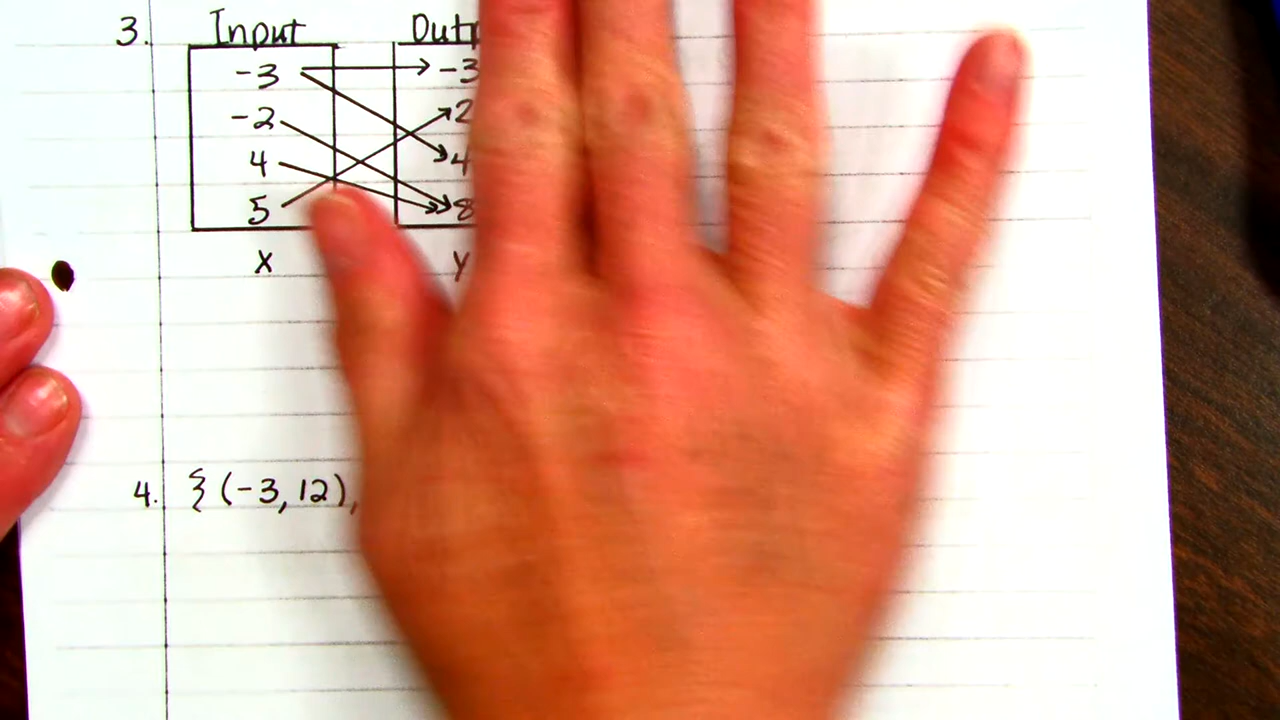 3. Input
-3 -3
-2 2
4 4
5 8
x y
4. {(-3, 12),